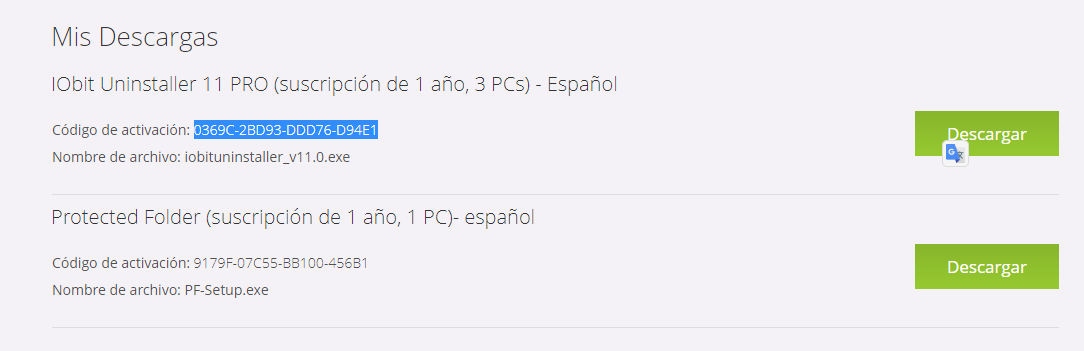 Mis Descargas
IObit Uninstaller 11 PRO (suscripción de 1 año, 3 PCs) - Español
Código de activación: 0369C-2BD93-DDD76-D94E1
Descargar
Nombre de archivo: iobituninstaller_v11.0.exe
Protected Folder (suscripción de 1 año, 1 PC)- español
Código de activación: 9179F-07C55-BB100-456B1
Descargar
Nombre de archivo: PF-Setup.exe